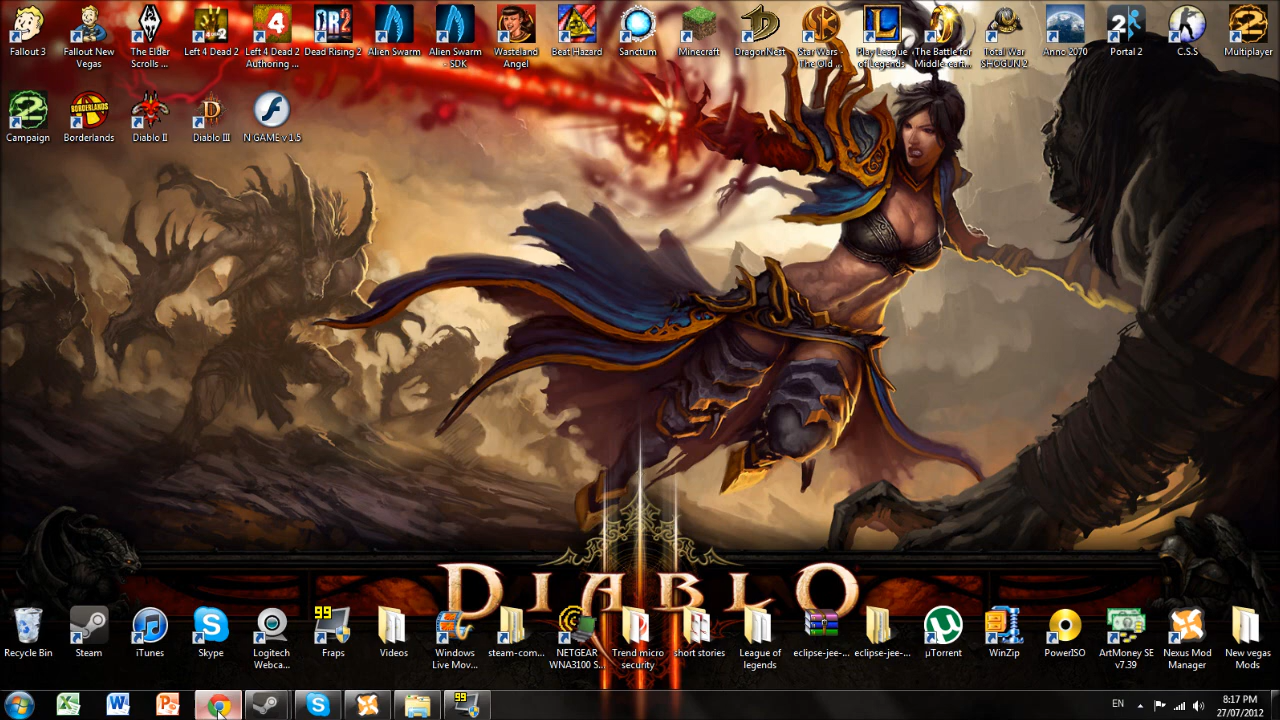 Fallout 3
Fallout New
Vegas
The Elder
Scrolls ...
Left 4 Dead 2
Left 4 Dead 2
Authoring ...
Dead Rising 2
Alien Swarm
Alien Swarm
- SDK
Wasteland
Angel
Beat Hazard
Sanctum
Minecraft
DragonNest
Star Wars -
The Old ...
Play League
of Legends
The Battle for
Middle-eart...
Total War
SHOGUN 2
Anno 2070
Portal 2
C.S.S
Multiplayer
Campaign
Borderlands
Diablo II
Diablo III
N GAME v.1.5
DIABLO
Recycle Bin
Steam
iTunes
Skype
Logitech
Webca...
99
Fraps
Videos
Windows
Live Mov...
steam-com...
NETGEAR
WNA3100 S...
Trend micro
security
short stories
League of
legends
eclipse-jee-...
eclipse-jee-...
µTorrent
WinZip
PowerISO
ArtMoney SE
v7.39
Nexus Mod
Manager
New vegas
Mods
99
EN
8:17 PM
27/07/2012